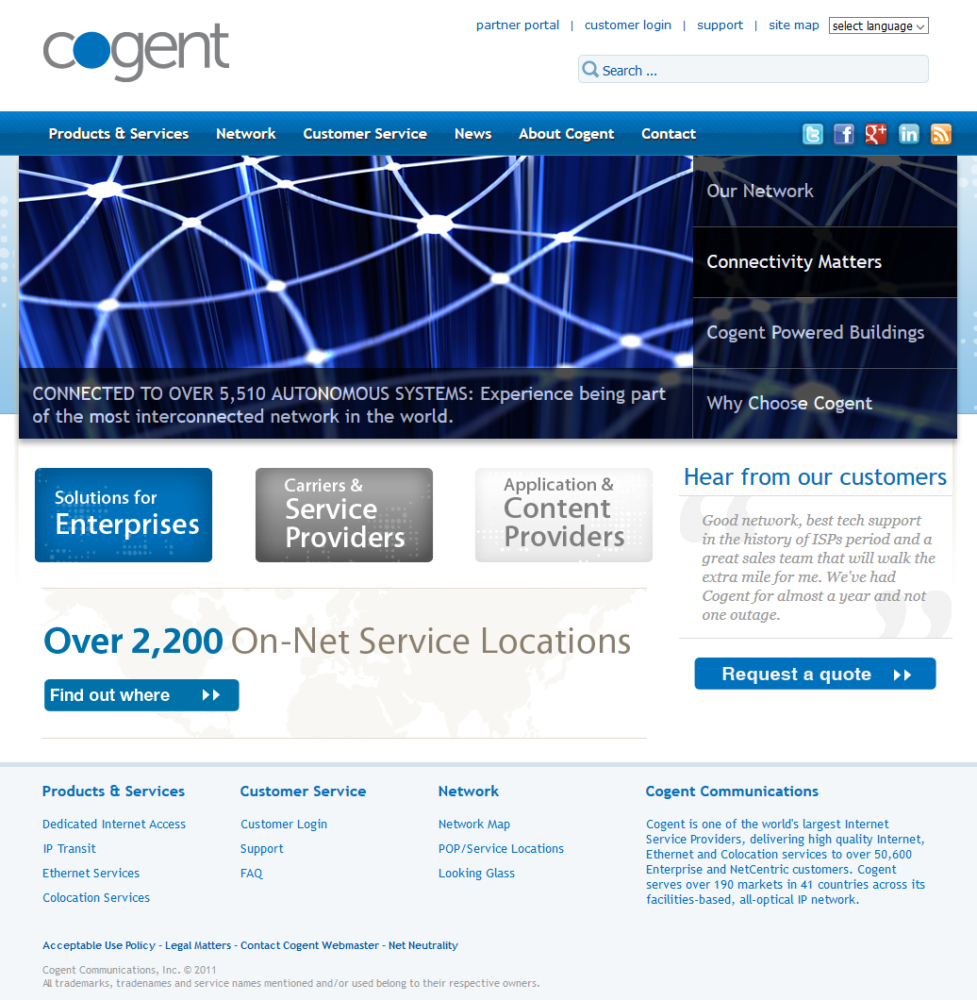 cogent
partner portal | customer login | support | site map select language
Search ...
Products & Services Network Customer Service News About Cogent Contact
Our Network
Connectivity Matters
Cogent Powered Buildings
Why Choose Cogent
CONNECTED TO OVER 5,510 AUTONOMOUS SYSTEMS: Experience being part
of the most interconnected network in the world.
Solutions for
Enterprises
Carriers &
Service
Providers
Application &
Content
Providers
Hear from our customers
Good network, best tech support
in the history of ISPs period and a
great sales team that will walk the
extra mile for me. We've had
Cogent for almost a year and not
one outage.
Over 2,200 On-Net Service Locations
Find out where
Request a quote
Products & Services
Dedicated Internet Access
IP Transit
Ethernet Services
Colocation Services
Customer Service
Customer Login
Support
FAQ
Network
Network Map
POP/Service Locations
Looking Glass
Cogent Communications
Cogent is one of the world's largest Internet
Service Providers, delivering high quality Internet,
Ethernet and Colocation services to over 50,600
Enterprise and NetCentric customers. Cogent
serves over 190 markets in 41 countries across its
facilities-based, all-optical IP network.
Acceptable Use Policy - Legal Matters - Contact Cogent Webmaster - Net Neutrality
Cogent Communications, Inc. © 2011
All trademarks, tradenames and service names mentioned and/or used belong to their respective owners.